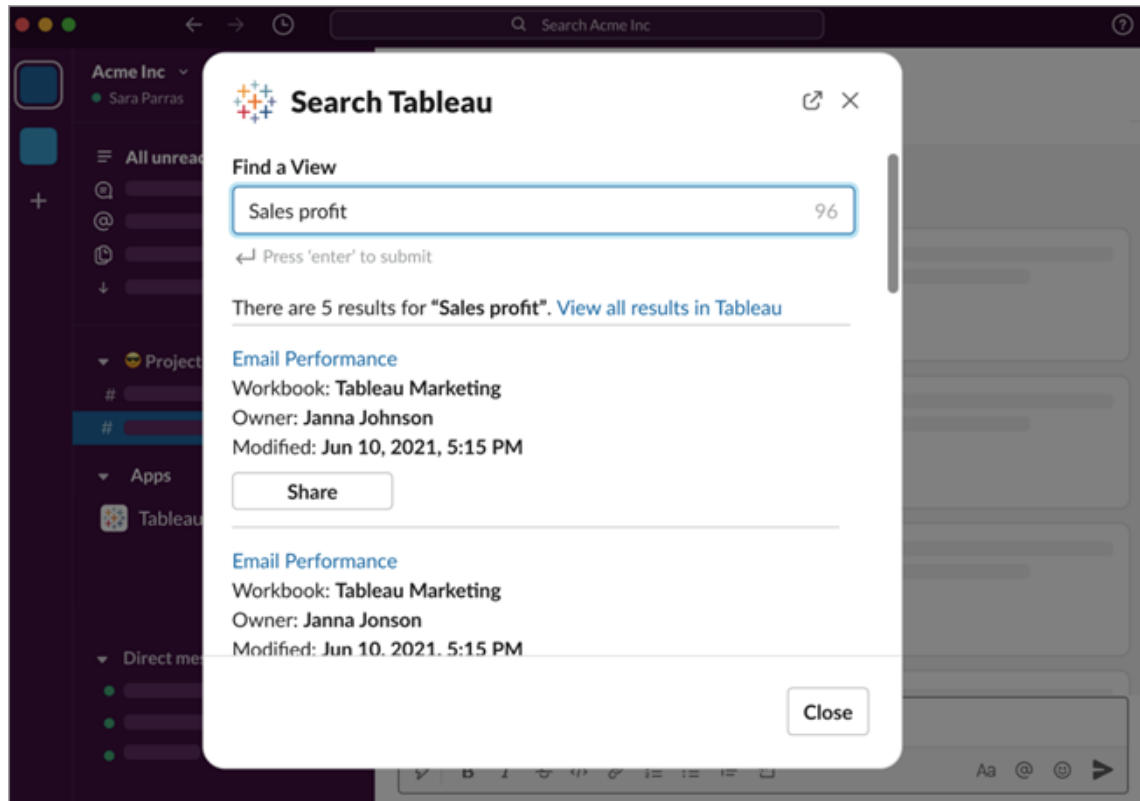 Search Acme Inc
Acme Inc
Sara Parras
All unread
Project
Apps
Tableau
Direct mes
Search Tableau
Find a View
Sales profit 96
Press 'enter' to submit
There are 5 results for “Sales profit”. View all results in Tableau
Email Performance
Workbook: Tableau Marketing
Owner: Janna Johnson
Modified: Jun 10, 2021, 5:15 PM
Share
Email Performance
Workbook: Tableau Marketing
Owner: Janna Jonson
Modified: Jun 10, 2021, 5:15 PM
Close
B I
Aa @